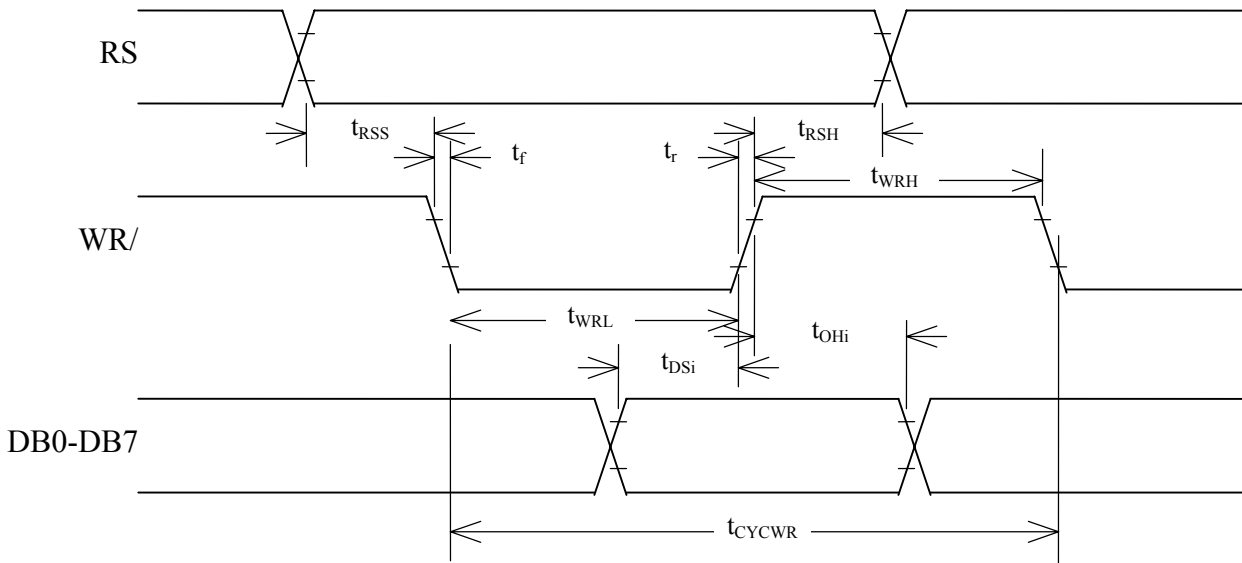 RS
tRSS
tRSH
tf
tr
tWRH
WR/
tWRL
tOHi
tDSi
DB0-DB7
tCYCWR